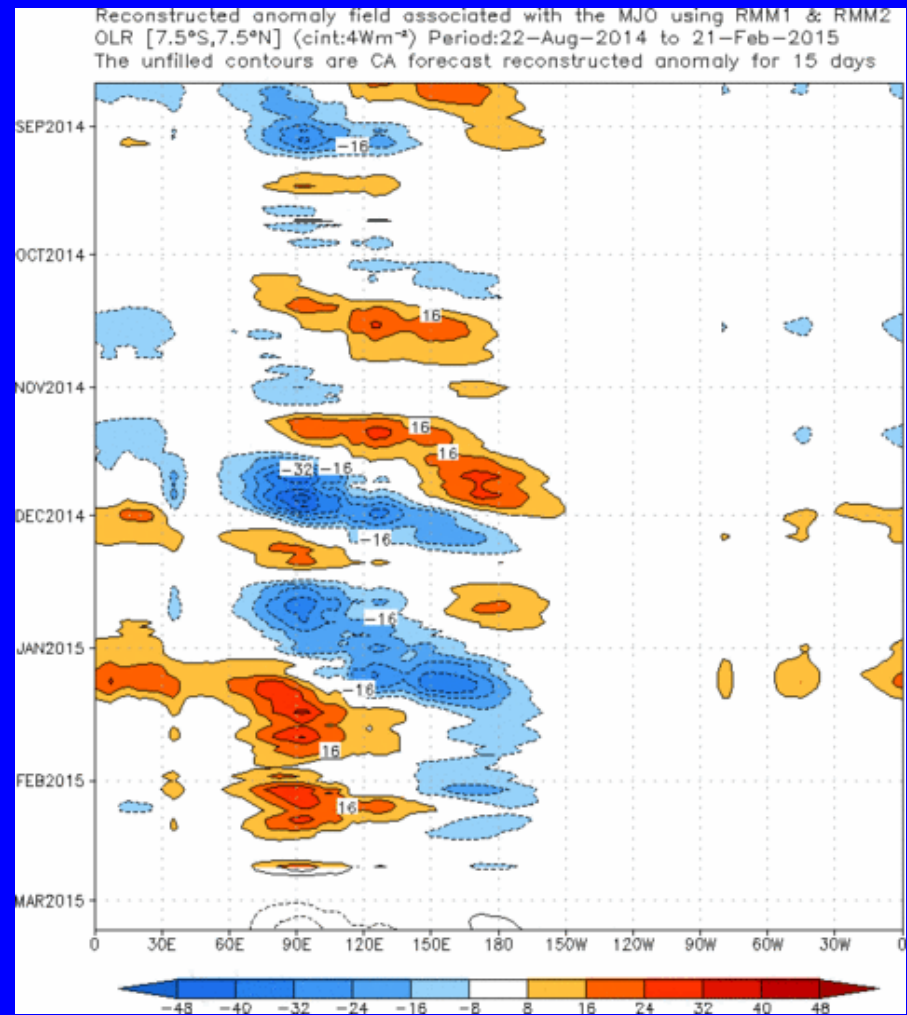 Reconstructed anomaly field associated with the MJO using RMM1 & RMM2
OLR [7.5°S,7.5°N] (cint:4Wm⁻²) Period:22-Aug-2014 to 21-Feb-2015
The unfilled contours are CA forecast reconstructed anomaly for 15 days
SEP2014
-16
OCT2014
16
NOV2014
16
16
-32 -16
DEC2014
-16
-16
JAN2015
-16
16
FEB2015
16
MAR2015
0 30E 60E 90E 120E 150E 180 150W 120W 90W 60W 30W 0
-48 -40 -32 -24 -16 -8 8 16 24 32 40 48